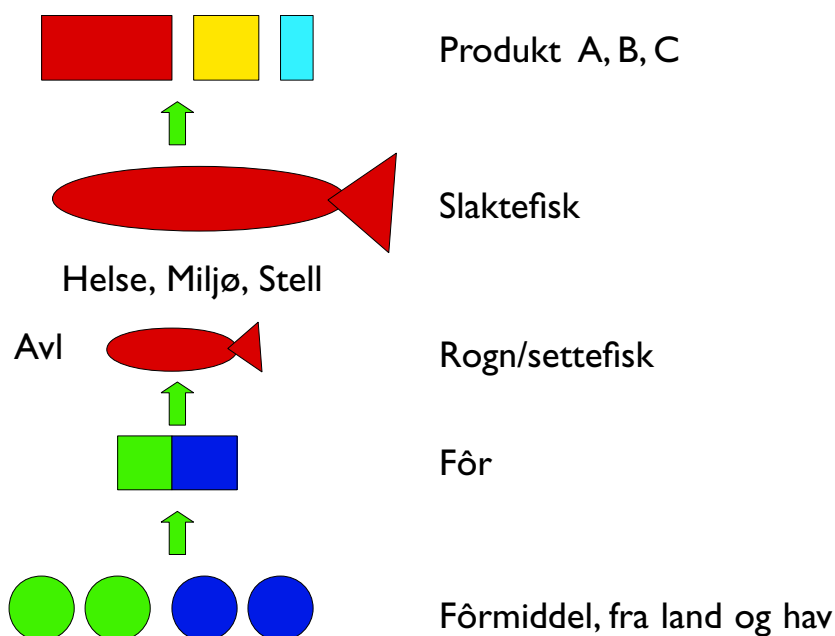 Produkt A, B, C
Slaktefisk
Helse, Miljø, Stell
Avl
Rogn/settefisk
Fôr
Fôrmiddel, fra land og hav